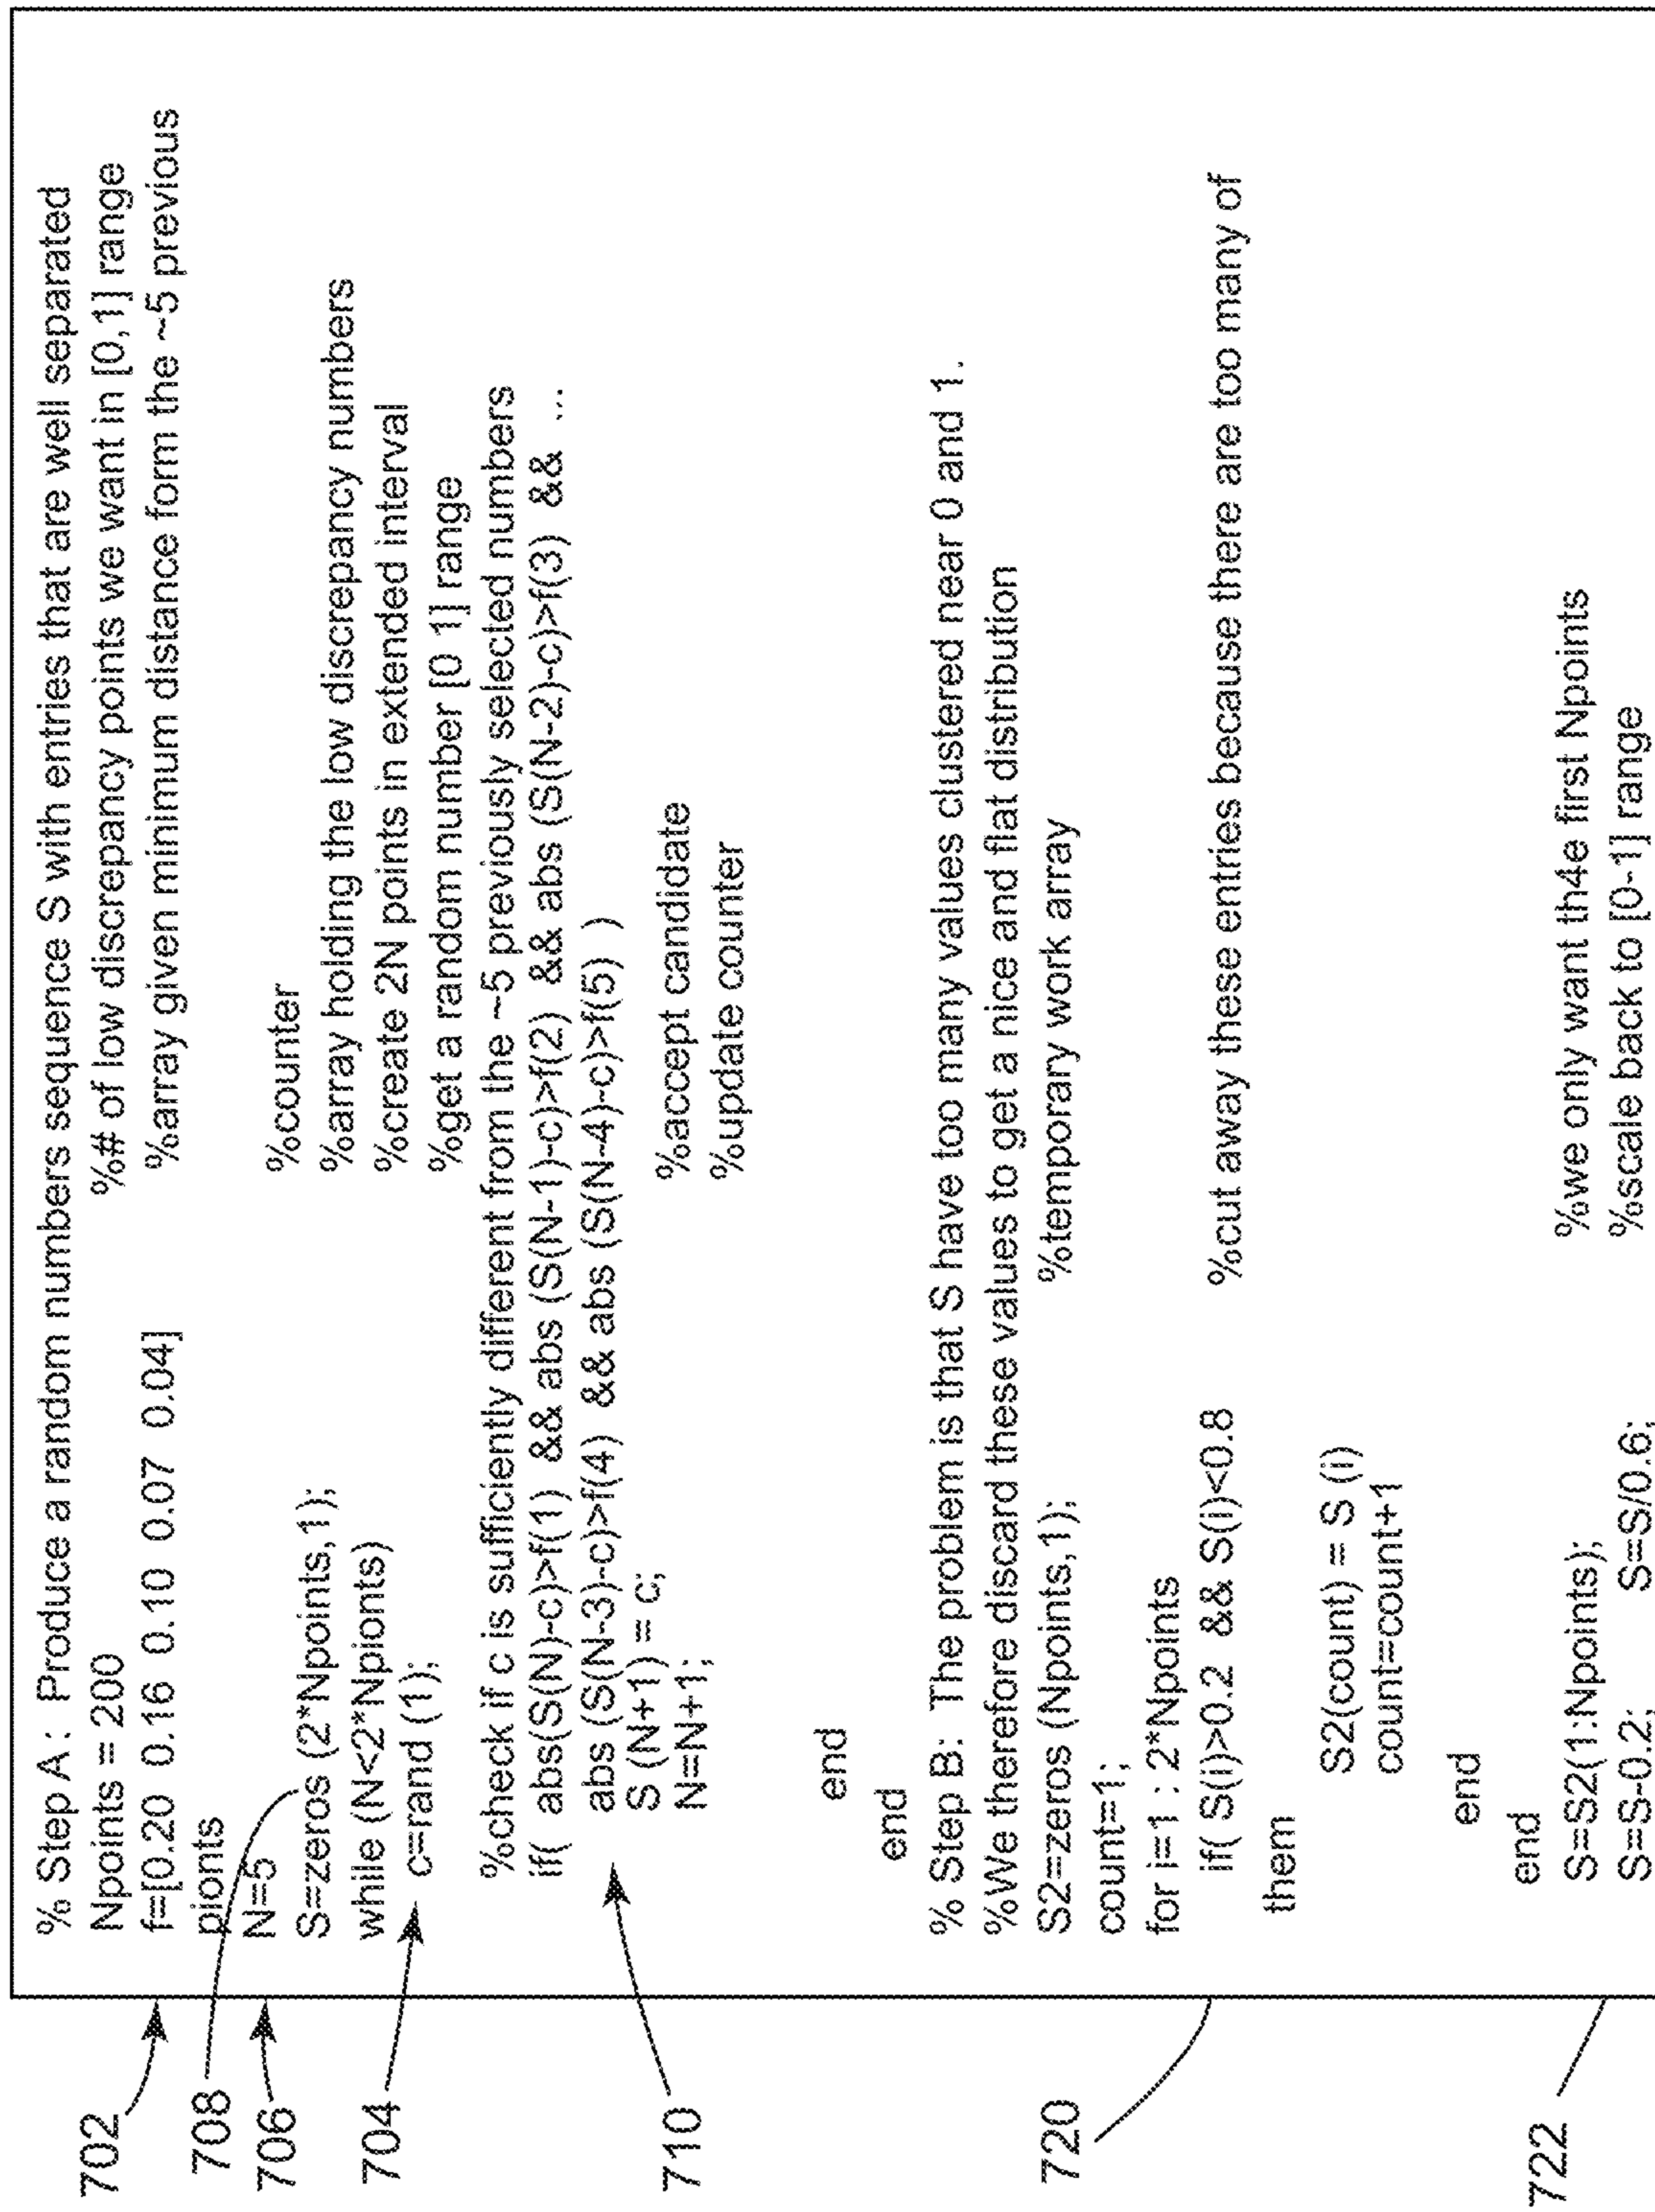 % Step A : Produce a random numbers sequence S with entries that are well separated
Npoints = 200 %# of low discrepancy points we want in [0,1] range
f=[0.20 0.16 0.10 0.07 0.04] %array given minimum distance form the ~5 previous
pionts
N=5 %counter
S=zeros (2*Npoints,1); %array holding the low discrepancy numbers
while (N<2*Npionts) %create 2N points in extended interval
c=rand (1); %get a random number [0 1] range
%check if c is sufficiently different from the ~5 previously selected numbers
if( abs(S(N)-c)>f(1) && abs (S(N-1)-c)>f(2) && abs (S(N-2)-c)>f(3) && ...
abs (S(N-3)-c)>f(4) && abs (S(N-4)-c)>f(5) )
S (N+1) = c; %accept candidate
N=N+1; %update counter
end
end
% Step B: The problem is that S have too many values clustered near 0 and 1.
%We therefore discard these values to get a nice and flat distribution
S2=zeros (Npoints,1); %temporary work array
count=1;
for i=1 : 2*Npoints
if( S(i)>0.2 && S(i)<0.8 %cut away these entries because there are too many of
them
S2(count) = S (i)
count=count+1
end
end
S=S2(1:Npoints); %we only want th4e first Npoints
S=S-0.2; S=S/0.6; %scale back to [0-1] range
702
708
706
704
710
720
722